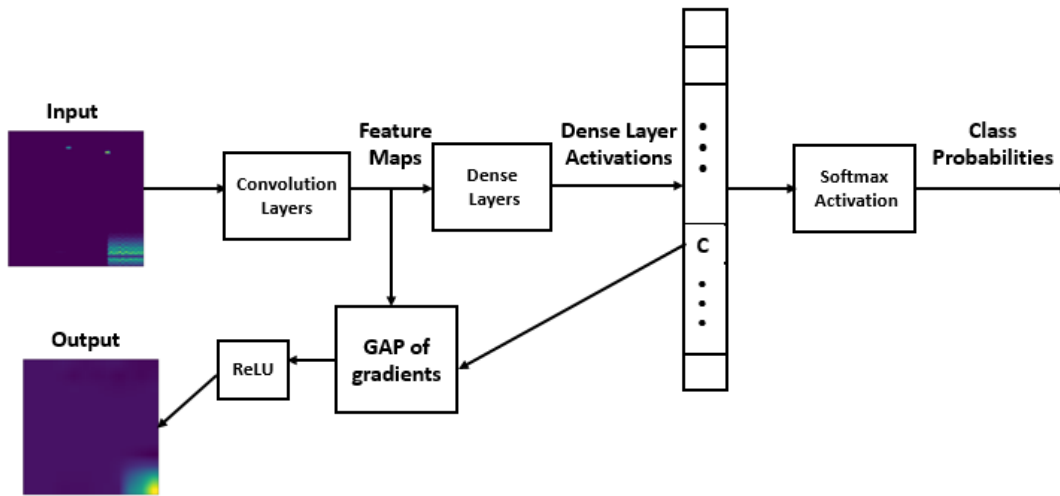 Input
Feature
Maps
Dense Layer
Activations
Class
Probabilities
Convolution
Layers
Dense
Layers
Softmax
Activation
C
Output
ReLU
GAP of
gradients